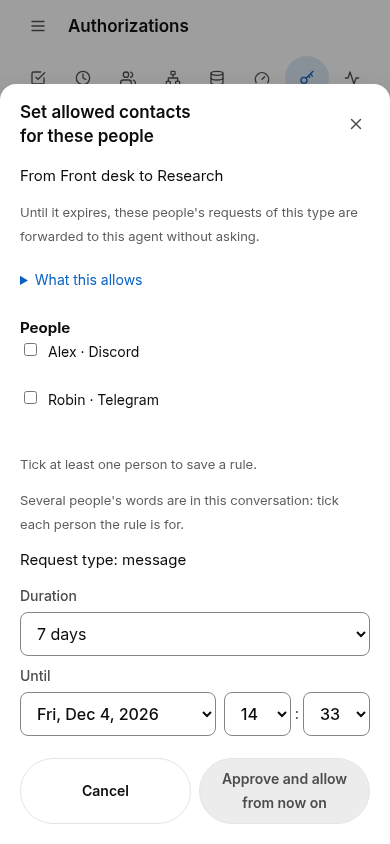 Authorizations
Set allowed contacts
for these people
From Front desk to Research
Until it expires, these people's requests of this type are
forwarded to this agent without asking.
What this allows
People
Alex · Discord
Robin · Telegram
Tick at least one person to save a rule.
Several people's words are in this conversation: tick
each person the rule is for.
Request type: message
Duration
7 days
Until
Fri, Dec 4, 2026 14 : 33
Cancel
Approve and allow
from now on